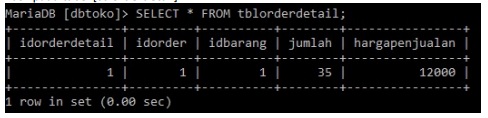 MariaDB [dbtoko]> SELECT * FROM tblorderdetail;
+---------------+---------+----------+--------+----------------+
| idorderdetail | idorder | idbarang | jumlah | hargapenjualan |
+---------------+---------+----------+--------+----------------+
| 1 | 1 | 1 | 35 | 12000 |
+---------------+---------+----------+--------+----------------+
1 row in set (0.00 sec)